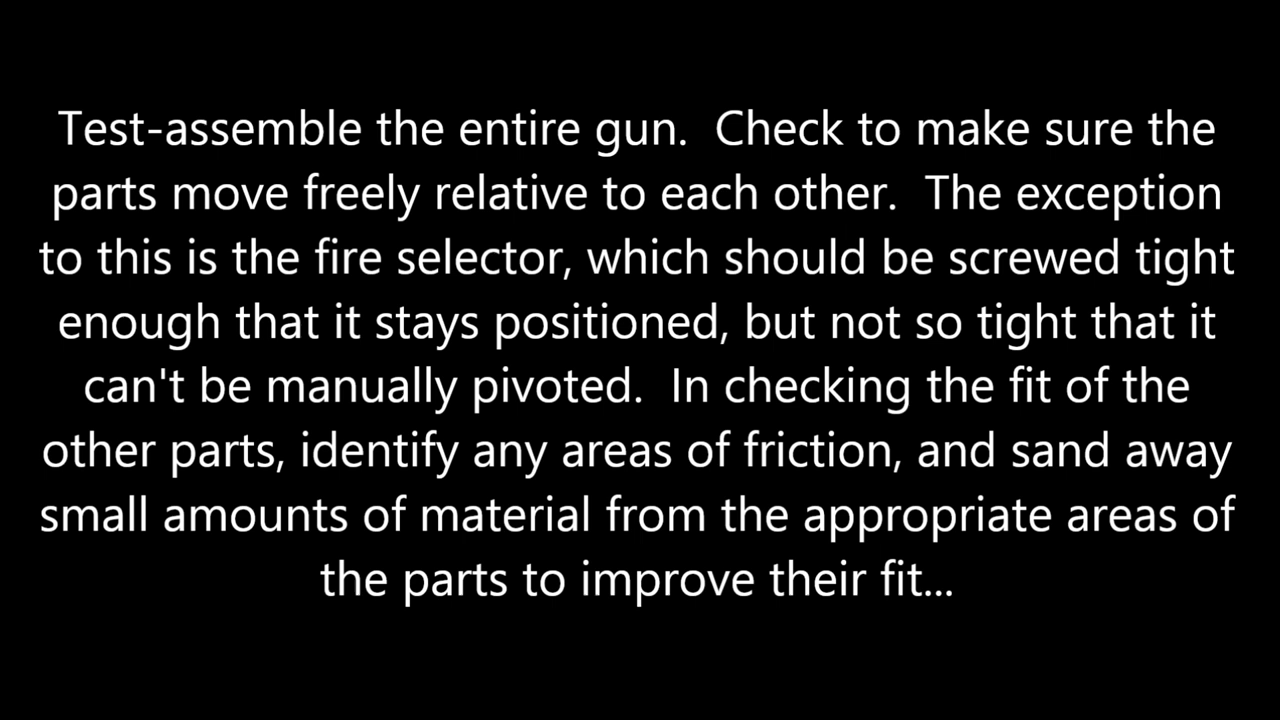 Test-assemble the entire gun.  Check to make sure the
parts move freely relative to each other.  The exception
to this is the fire selector, which should be screwed tight
enough that it stays positioned, but not so tight that it
can't be manually pivoted.  In checking the fit of the
other parts, identify any areas of friction, and sand away
small amounts of material from the appropriate areas of
the parts to improve their fit...